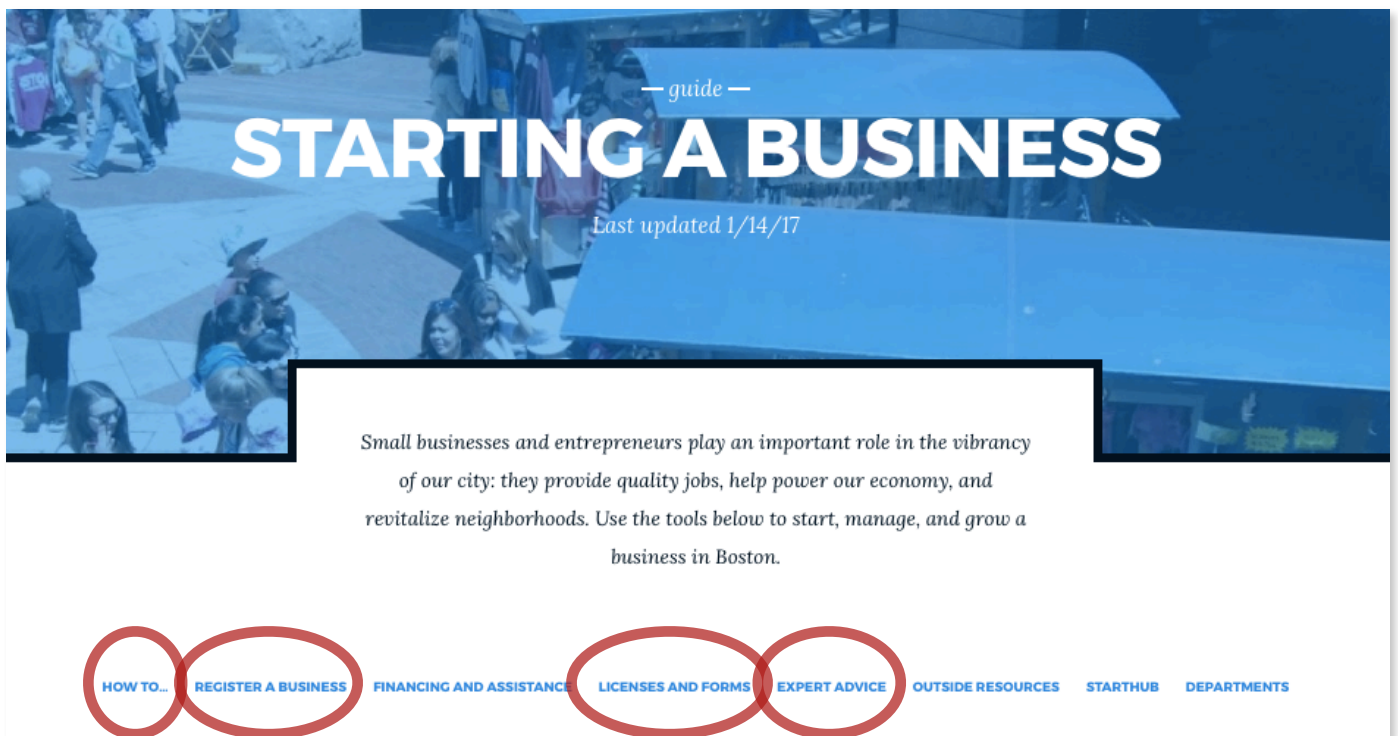 — guide —
STARTING A BUSINESS
Last updated 1/14/17
Small businesses and entrepreneurs play an important role in the vibrancy
of our city: they provide quality jobs, help power our economy, and
revitalize neighborhoods. Use the tools below to start, manage, and grow a
business in Boston.
HOW TO... REGISTER A BUSINESS FINANCING AND ASSISTANCE LICENSES AND FORMS EXPERT ADVICE OUTSIDE RESOURCES STARTHUB DEPARTMENTS